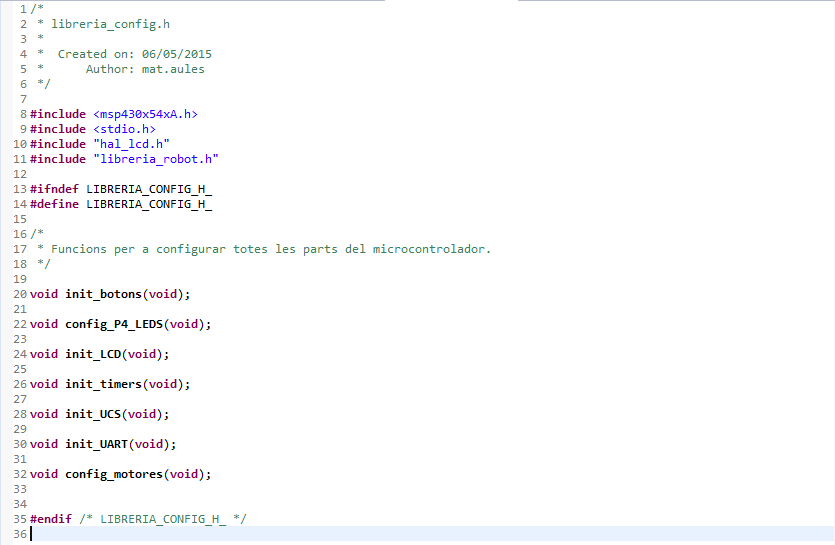 1 /*
2  * libreria_config.h
3  *
4  *  Created on: 06/05/2015
5  *      Author: mat.aules
6  */
7
8 #include <msp430x54xA.h>
9 #include <stdio.h>
10 #include "hal_lcd.h"
11 #include "libreria_robot.h"
12
13 #ifndef LIBRERIA_CONFIG_H_
14 #define LIBRERIA_CONFIG_H_
15
16 /*
17  * Funcions per a configurar totes les parts del microcontrolador.
18  */
19
20 void init_botons(void);
21
22 void config_P4_LEDS(void);
23
24 void init_LCD(void);
25
26 void init_timers(void);
27
28 void init_UCS(void);
29
30 void init_UART(void);
31
32 void config_motores(void);
33
34
35 #endif /* LIBRERIA_CONFIG_H_ */
36